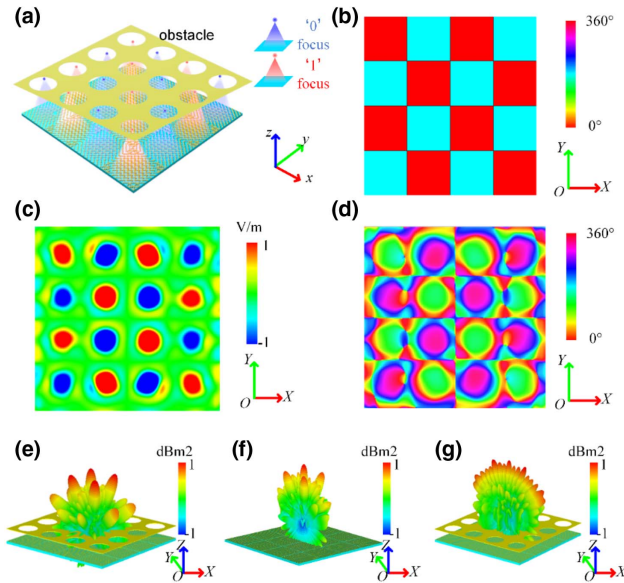 (a)
obstacle
'0'
focus
'1'
focus
z
y
x
(b)
360°
0°
Y
O
X
(c)
V/m
1
-1
Y
O
X
(d)
360°
0°
Y
O
X
(e)
dBm2
1
-1
Z
Y
O
X
(f)
dBm2
1
-1
Z
Y
O
X
(g)
dBm2
1
-1
Z
Y
O
X